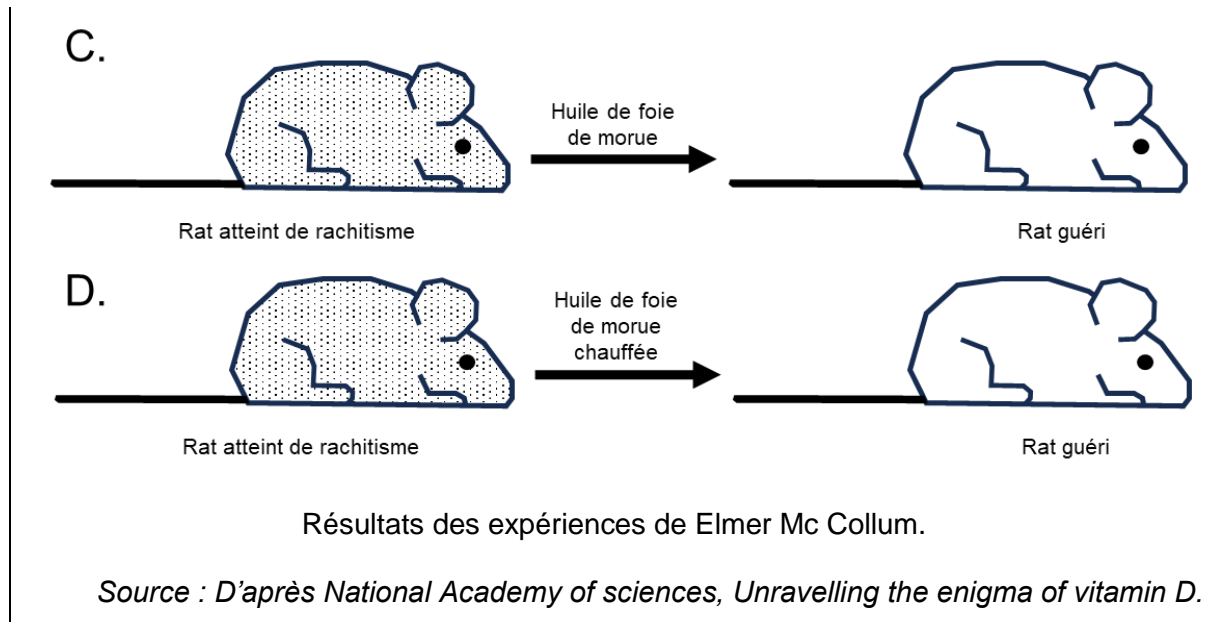 C.
Huile de foie
de morue
Rat atteint de rachitisme
Rat guéri
D.
Huile de foie
de morue
chauffée
Rat atteint de rachitisme
Rat guéri
Résultats des expériences de Elmer Mc Collum.
Source : D’après National Academy of sciences, Unravelling the enigma of vitamin D.